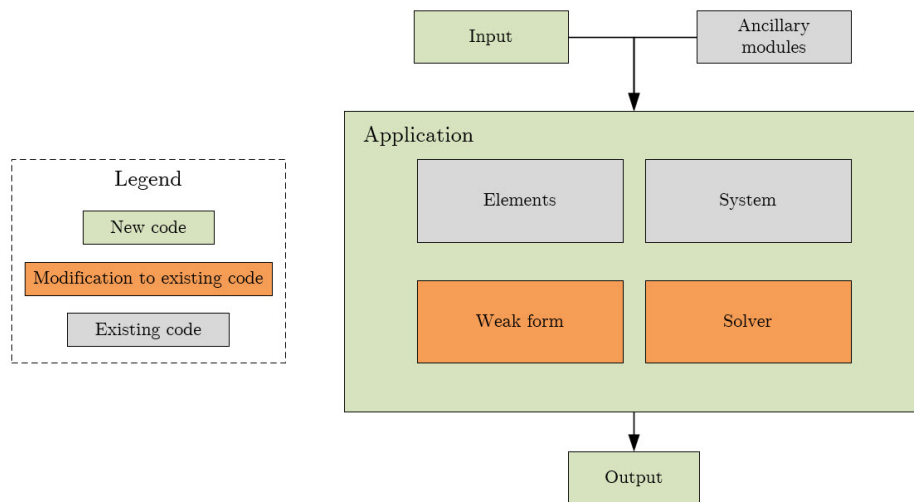 Input
Ancillary
modules
Application
Elements
System
Weak form
Solver
Output
Legend
New code
Modification to existing code
Existing code